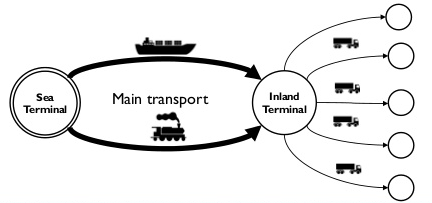 Sea
Terminal
Main transport
Inland
Terminal